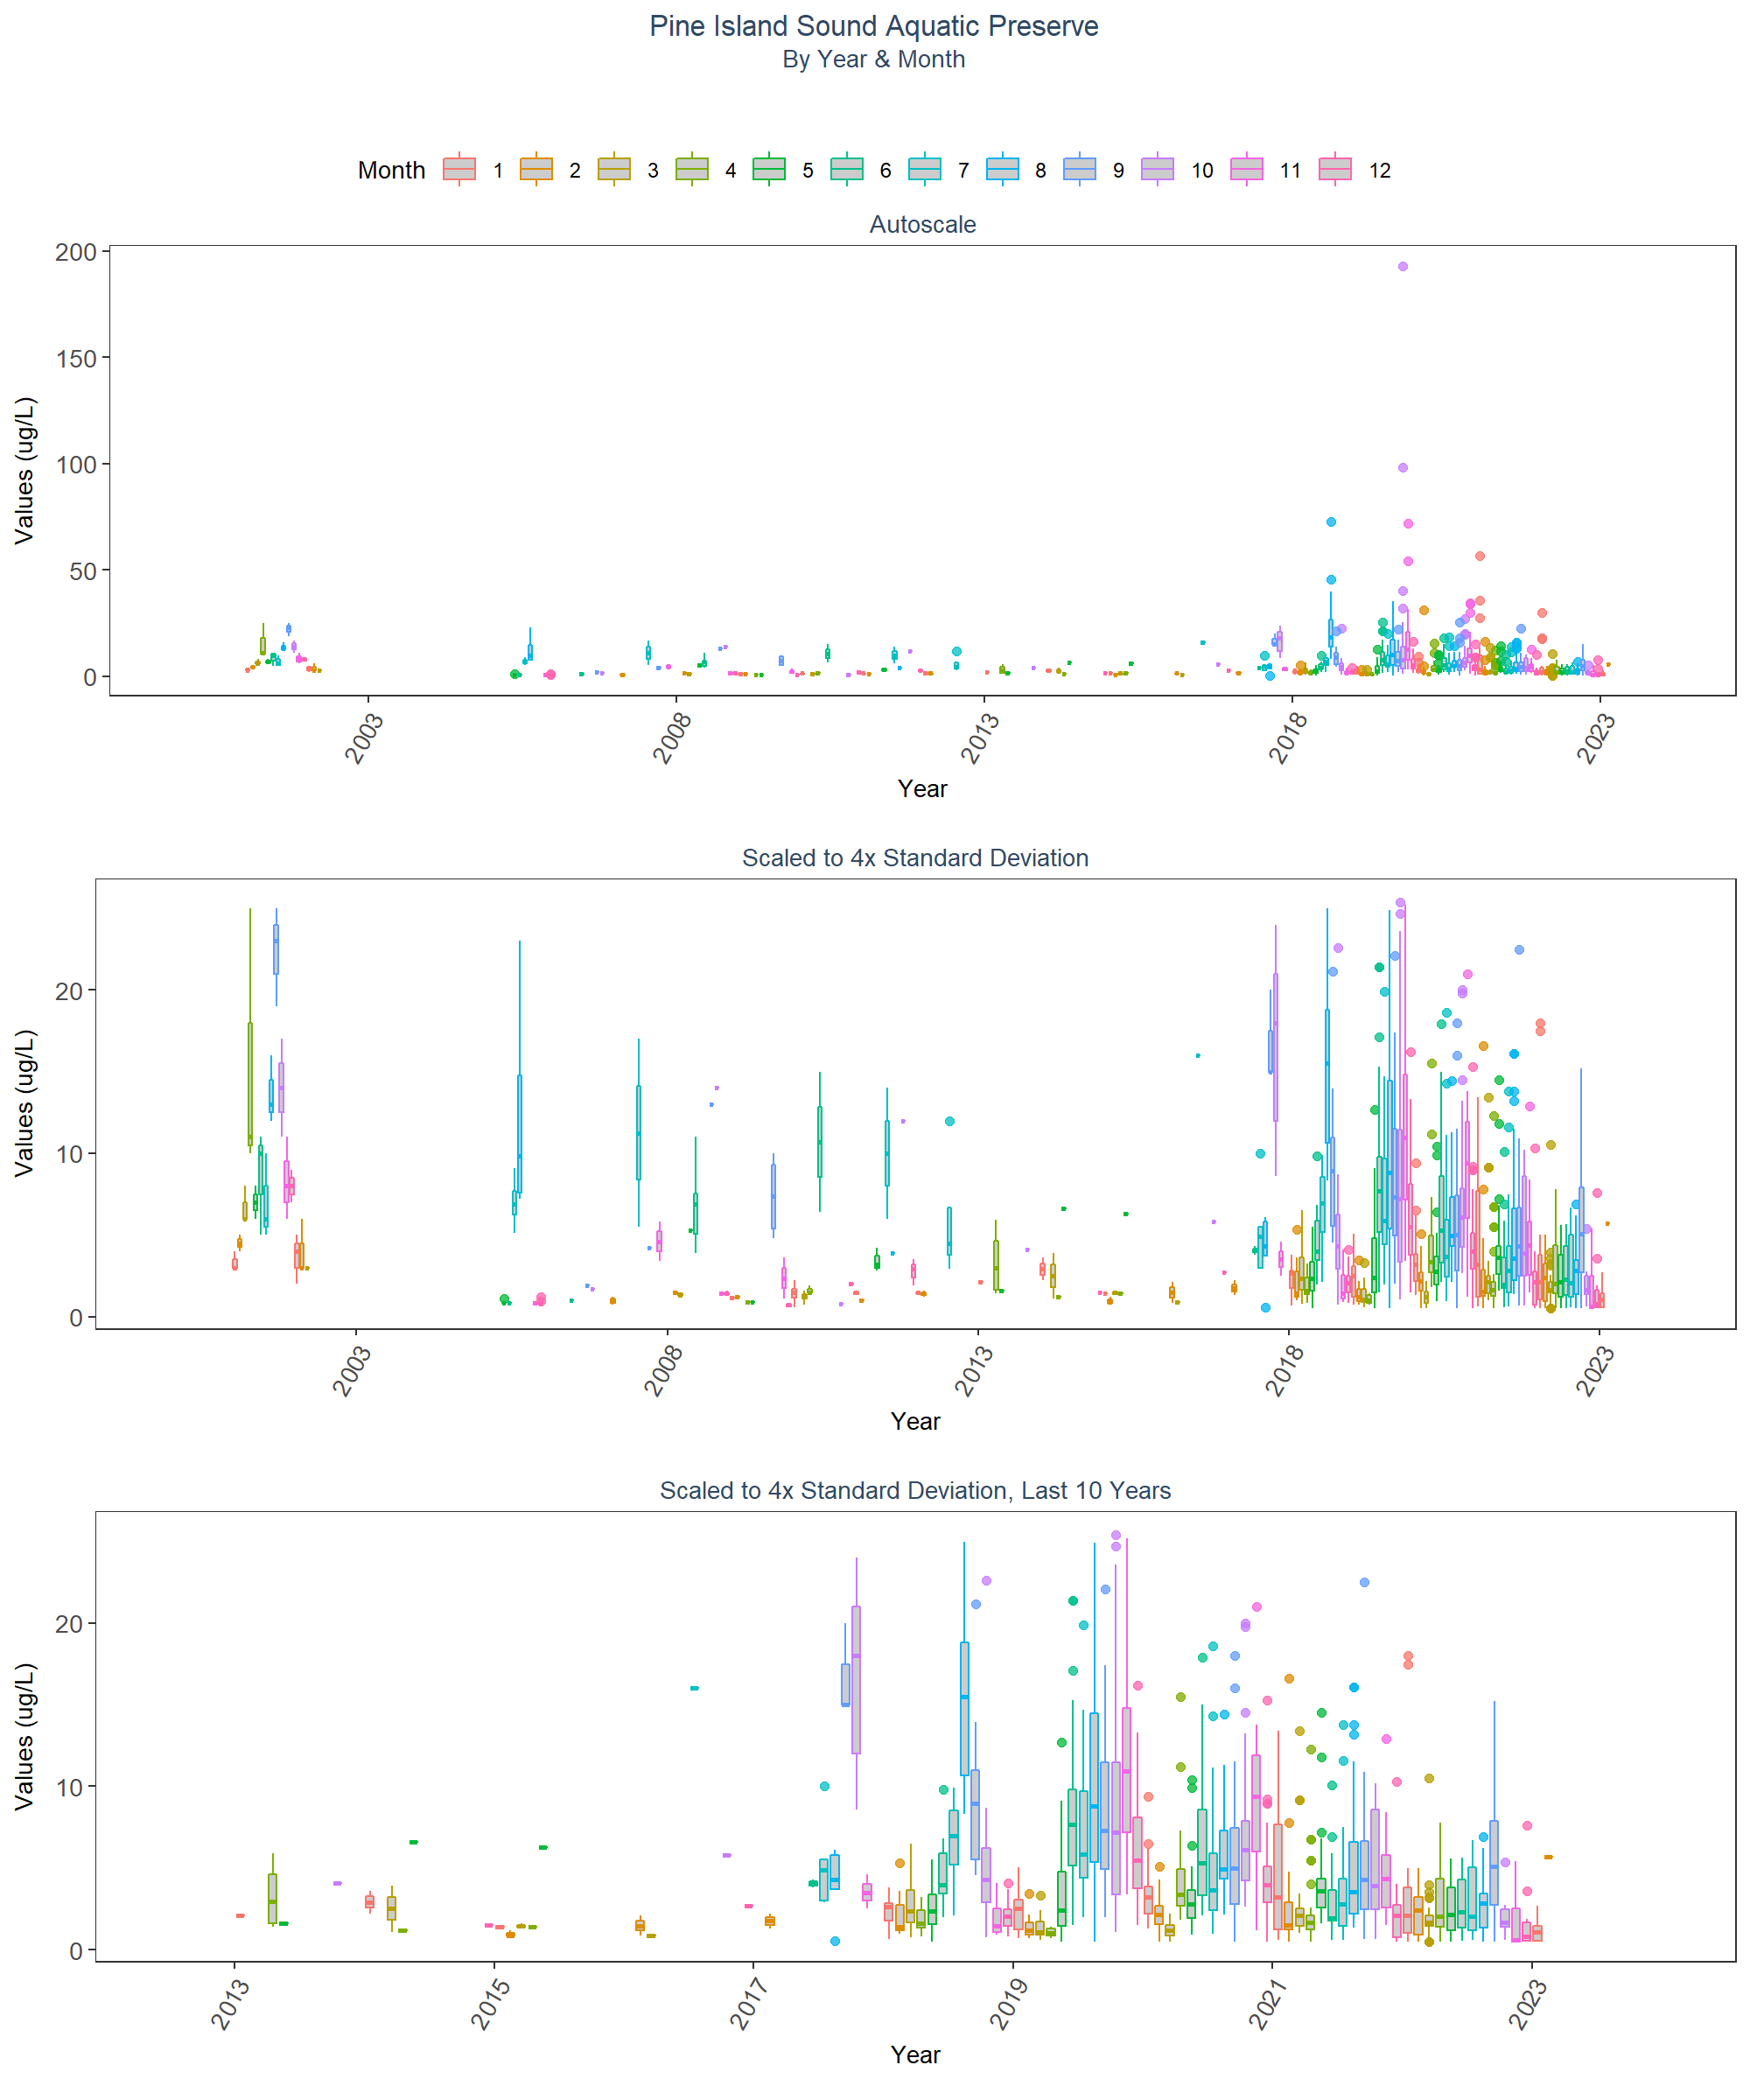 Pine Island Sound Aquatic Preserve
By Year & Month
Month 1 2 3 4 5 6 7 8 9 10 11 12
Autoscale
Values (ug/L)
200
150
100
50
0
2003 2008 2013 2018 2023
Year
Scaled to 4x Standard Deviation
Values (ug/L)
20
10
0
2003 2008 2013 2018 2023
Year
Scaled to 4x Standard Deviation, Last 10 Years
Values (ug/L)
20
10
0
2013 2015 2017 2019 2021 2023
Year